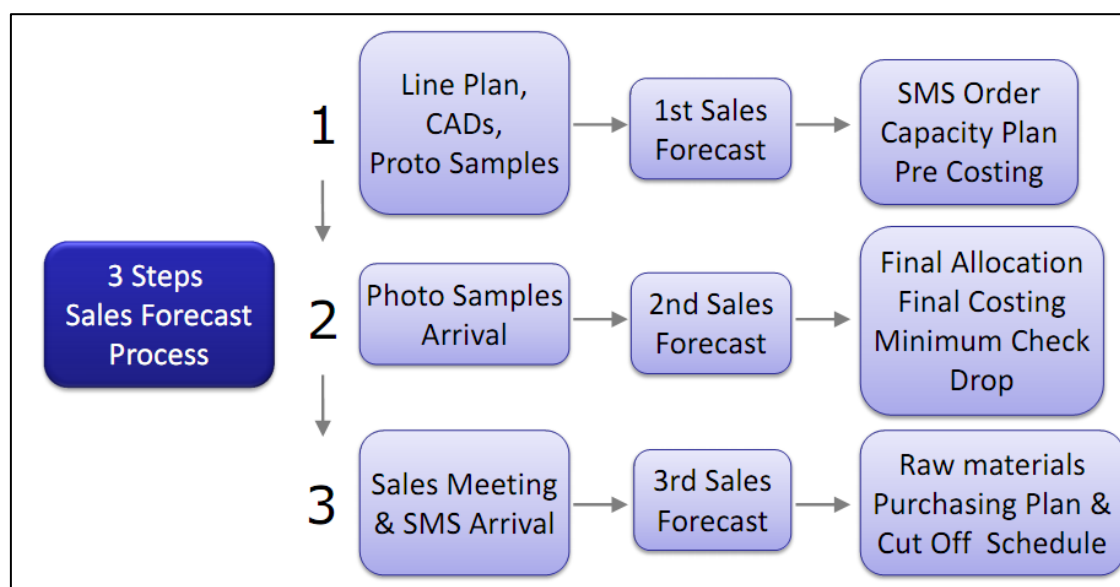 1
Line Plan,
CADs,
Proto Samples
1st Sales
Forecast
SMS Order
Capacity Plan
Pre Costing
3 Steps
Sales Forecast
Process
2
Photo Samples
Arrival
2nd Sales
Forecast
Final Allocation
Final Costing
Minimum Check
Drop
3
Sales Meeting
& SMS Arrival
3rd Sales
Forecast
Raw materials
Purchasing Plan &
Cut Off Schedule